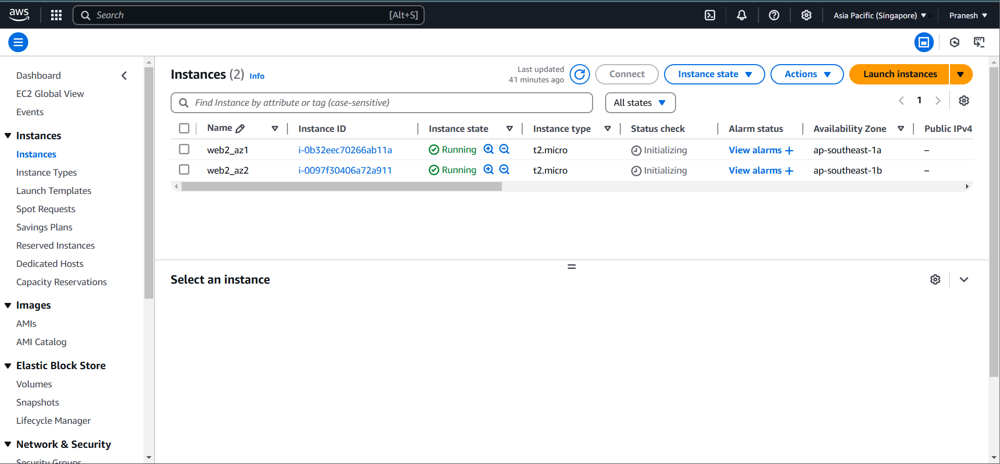 aws
Search [Alt+S]
Asia Pacific (Singapore)
Pranesh
Dashboard
EC2 Global View
Events
Instances
Instances
Instance Types
Launch Templates
Spot Requests
Savings Plans
Reserved Instances
Dedicated Hosts
Capacity Reservations
Images
AMIs
AMI Catalog
Elastic Block Store
Volumes
Snapshots
Lifecycle Manager
Network & Security
Security Groups
Instances (2) Info
Last updated
41 minutes ago
Connect
Instance state
Actions
Launch instances
Find Instance by attribute or tag (case-sensitive)
All states
1
Name Instance ID Instance state Instance type Status check Alarm status Availability Zone Public IPv4
web2_az1 i-0b32eec70266ab11a Running t2.micro Initializing View alarms + ap-southeast-1a –
web2_az2 i-0097f30406a72a911 Running t2.micro Initializing View alarms + ap-southeast-1b –
Select an instance